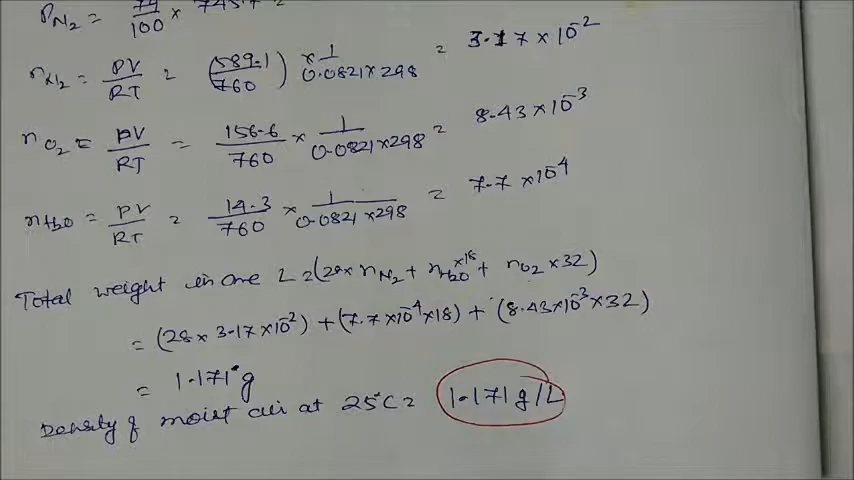 P_N₂ = 79/100 × 745.7 =
n_N₂ = PV/RT = (589.1/760) × 1/0.0821×298 = 3.17 × 10⁻²
n_O₂ = PV/RT = 156.6/760 × 1/0.0821×298 = 8.43 × 10⁻³
n_H₂O = PV/RT = 14.3/760 × 1/0.0821×298 = 7.7 × 10⁻⁴
Total weight in one L = (28× n_N₂ + n_H₂O ×18 + n_O₂ × 32)
= (28 × 3.17×10⁻²) + (7.7×10⁻⁴×18) + (8.43×10⁻³×32)
= 1.171 g
Density of moist air at 25°C = 1.171 g/L